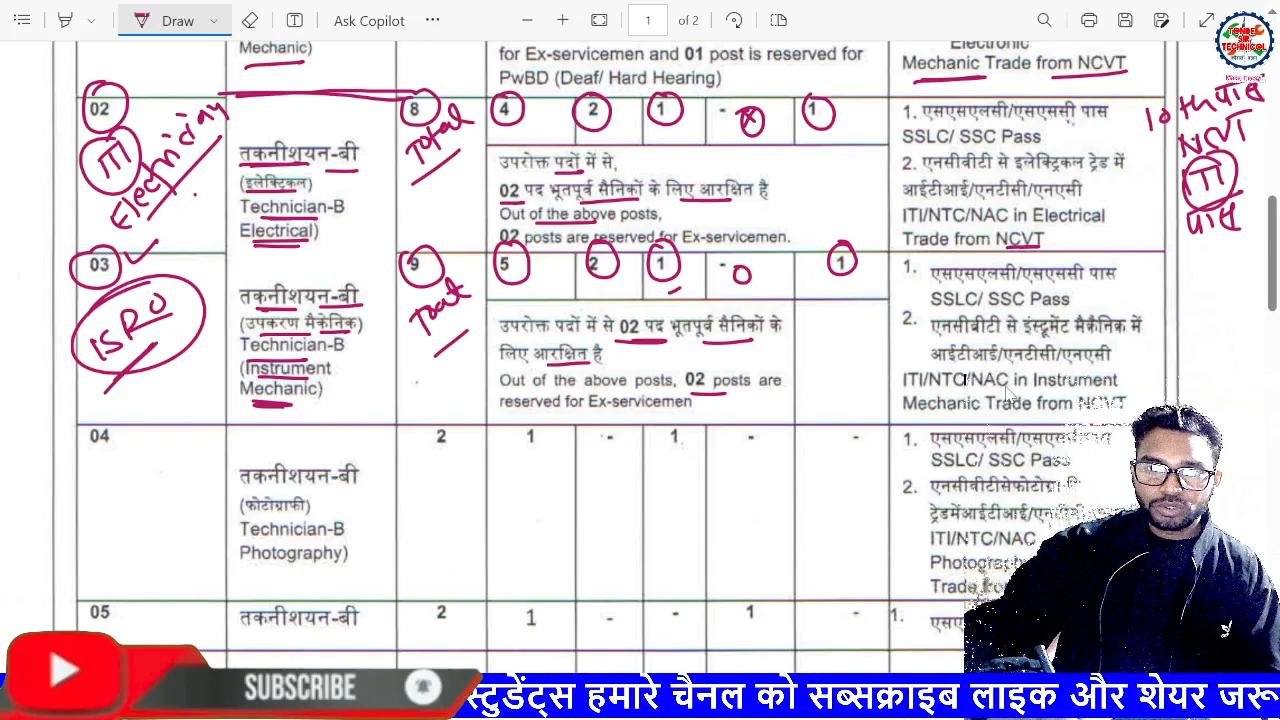 Draw
Ask Copilot
1
of 2
TONDE SIR TECHNICAL
Mechanic)
for Ex-servicemen and 01 post is reserved for
PwBD (Deaf/ Hard Hearing)
Electronic
Mechanic Trade from NCVT
02
ITI
Electrician
तकनीशयन-बी
(इलेक्ट्रिकल)
Technician-B
Electrical)
8
Total
4
2
1
-
1
उपरोक्त पदों में से,
02 पद भूतपूर्व सैनिकों के लिए आरक्षित है
Out of the above posts,
02 posts are reserved for Ex-servicemen.
1. एसएसएलसी/एसएससी पास
SSLC/ SSC Pass
2. एनसीवीटी से इलेक्ट्रिकल ट्रेड में
आईटीआई/एनटीसी/एनएसी
ITI/NTC/NAC in Electrical
Trade from NCVT
10th पास
NCVT
ITI
पास
03
ISRO
तकनीशयन-बी
(उपकरण मैकेनिक)
Technician-B
(Instrument
Mechanic)
9
5
2
1
-
0
1
उपरोक्त पदों में से 02 पद भूतपूर्व सैनिकों के
लिए आरक्षित है
Out of the above posts, 02 posts are
reserved for Ex-servicemen
1. एसएसएलसी/एसएससी पास
SSLC/ SSC Pass
2. एनसीवीटी से इंस्ट्रूमेंट मैकैनिक में
आईटीआई/एनटीसी/एनएसी
ITI/NTC/NAC in Instrument
Mechanic Trade from NCVT
04
तकनीशयन-बी
(फोटोग्राफी)
Technician-B
Photography)
2
1
-
1
-
-
1. एसएसएलसी/एसएससी
SSLC/ SSC Pass
2.
ITI/NTC/NAC
Trade
05
तकनीशयन-बी
2
1
-
-
1
-
1.
SUBSCRIBE
स्टुडेंट्स हमारे चैनल को सब्सक्राइब लाइक और शेयर जरू